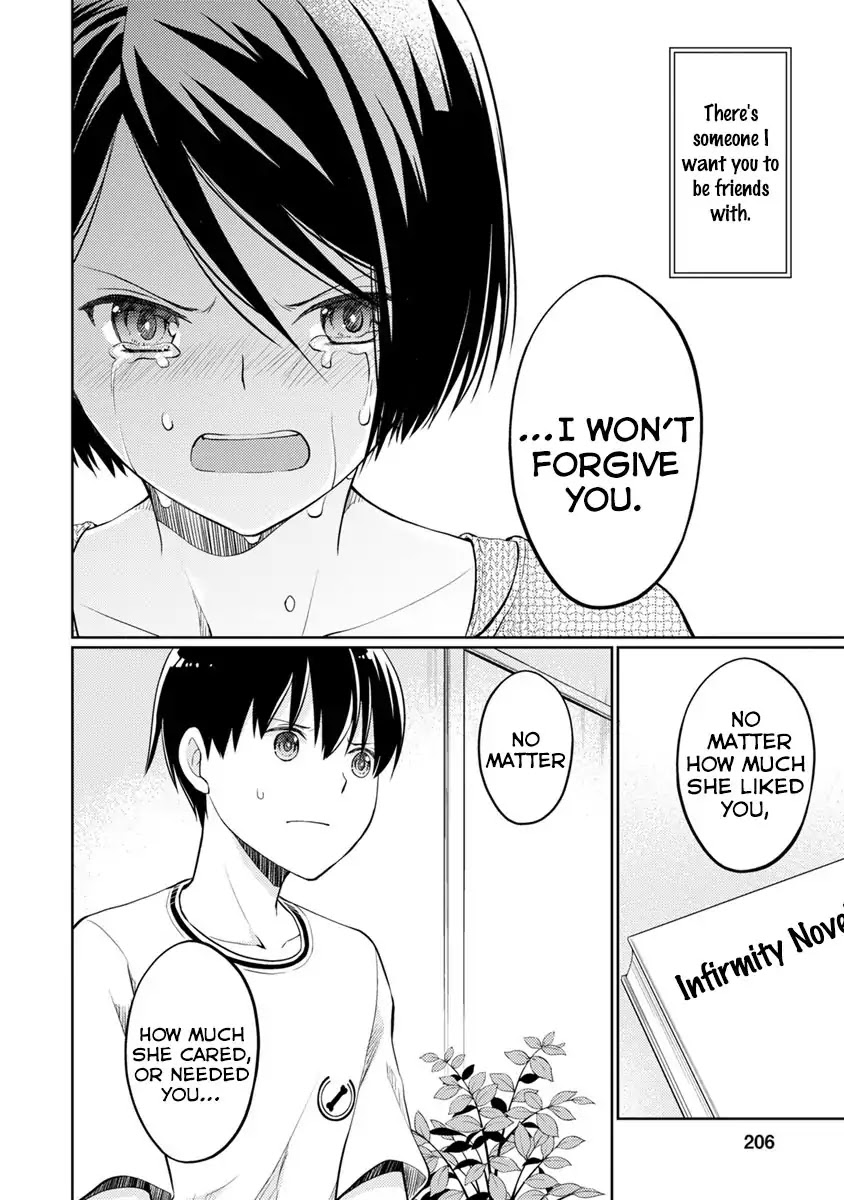 There's
someone I
want you to
be friends
with.
...I WON'T
FORGIVE
YOU.
NO
MATTER
HOW MUCH
SHE LIKED
YOU,
Infirmity Nove
NO
MATTER
HOW MUCH
SHE CARED,
OR NEEDED
YOU...
206